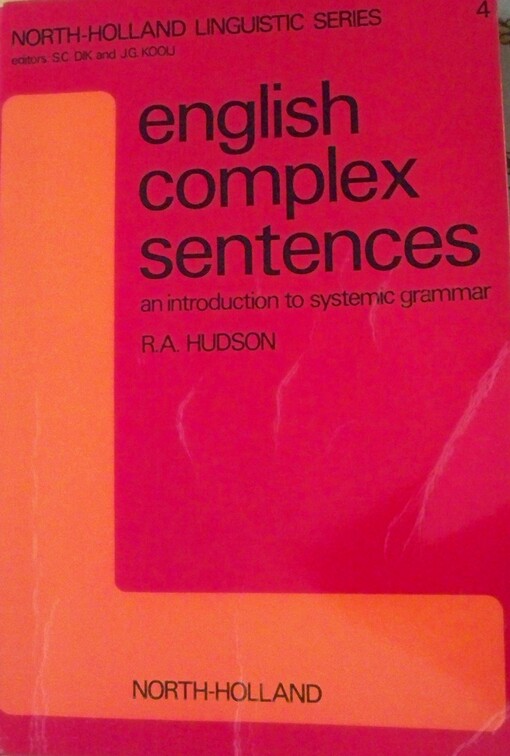 NORTH-HOLLAND LINGUISTIC SERIES 4
editors S.C. DIK and J.G. KOOIJ
english
complex
sentences
an introduction to systemic grammar
R.A. HUDSON
NORTH-HOLLAND